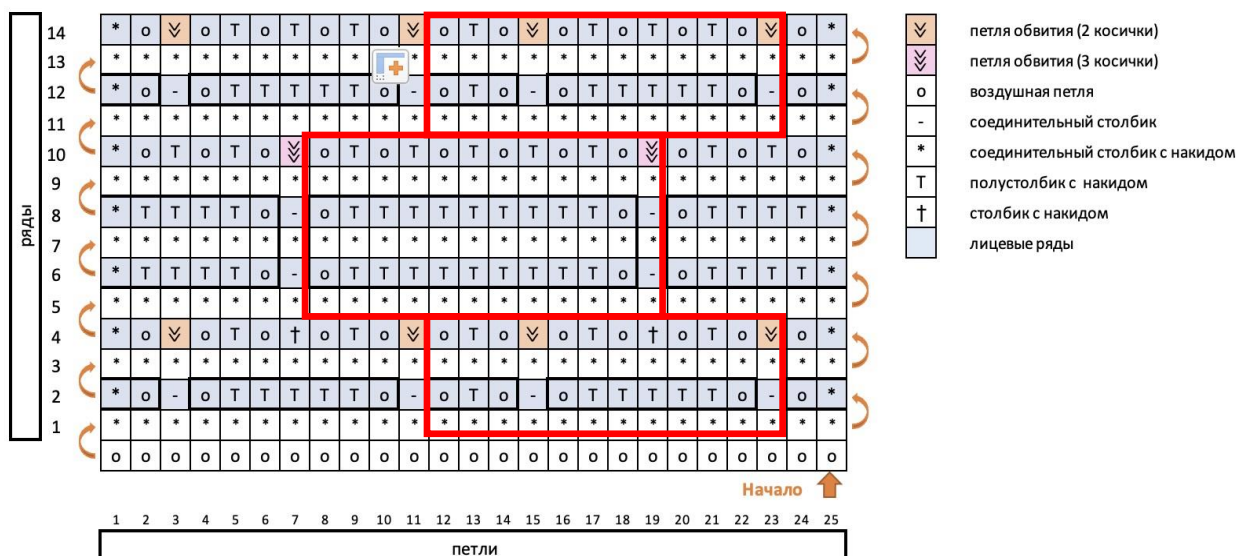 14 * o ⩔ o T o T o T o ⩔ o T o ⩔ o T o T o T o ⩔ o *
13 * * * * * * * * * * * * * * * * * * * * * * * *
12 * o - o T T T T T o - o T o - o T T T T T o - o *
11 * * * * * * * * * * * * * * * * * * * * * * * * *
10 * o T o T o ⩔ o T o T o T o T o T o ⩔ o T o T o *
9 * * * * * * * * * * * * * * * * * * * * * * * * *
8 * T T T T o - o T T T T T T T T T o - o T T T T *
7 * * * * * * * * * * * * * * * * * * * * * * * * *
6 * T T T T o - o T T T T T T T T T o - o T T T T *
5 * * * * * * * * * * * * * * * * * * * * * * * * *
4 * o ⩔ o T o † o T o ⩔ o T o ⩔ o T o † o T o ⩔ o *
3 * * * * * * * * * * * * * * * * * * * * * * * * *
2 * o - o T T T T T o - o T o - o T T T T T o - o *
1 * * * * * * * * * * * * * * * * * * * * * * * * *
o o o o o o o o o o o o o o o o o o o o o o o o o
ряды
Начало
1 2 3 4 5 6 7 8 9 10 11 12 13 14 15 16 17 18 19 20 21 22 23 24 25
петли
петля обвития (2 косички)
петля обвития (3 косички)
o воздушная петля
- соединительный столбик
* соединительный столбик с накидом
T полустолбик с накидом
† столбик с накидом
лицевые ряды